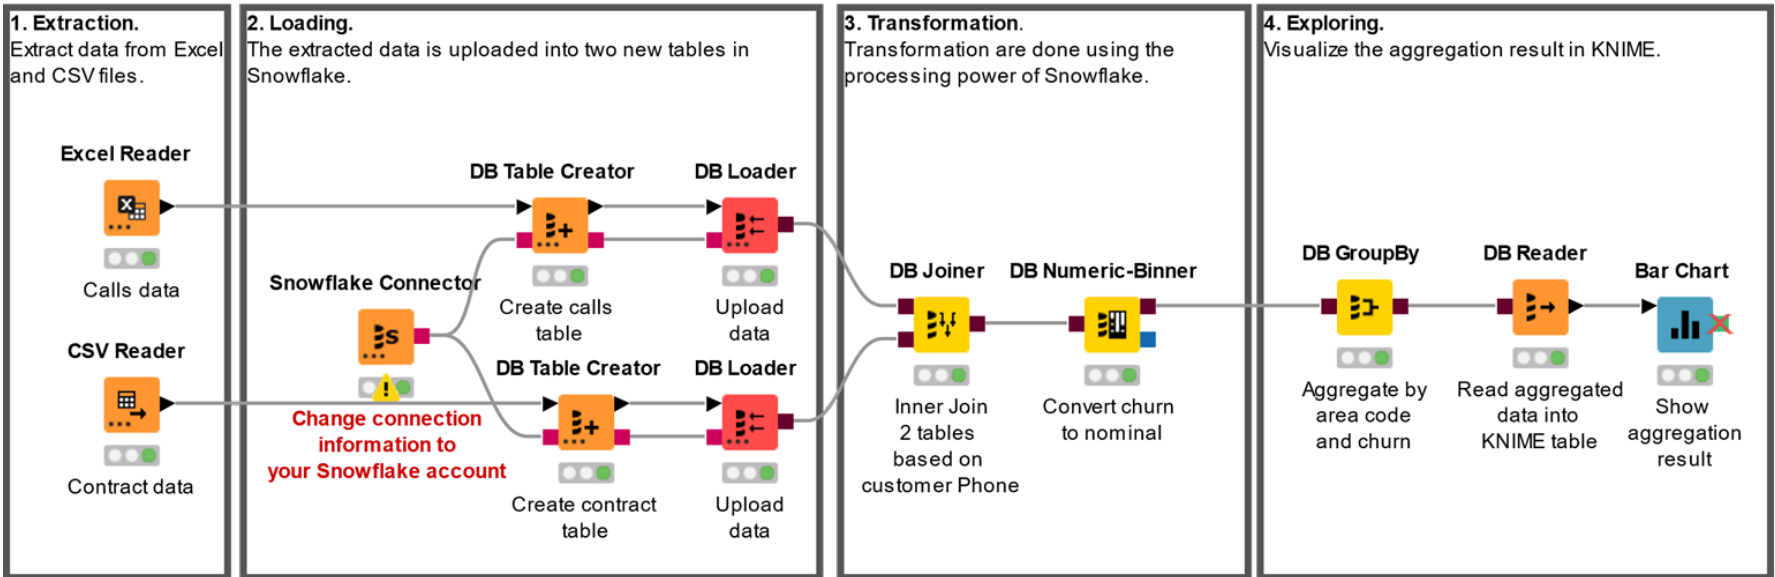 1. Extraction.
Extract data from Excel
and CSV files.
Excel Reader
Calls data
CSV Reader
Contract data
2. Loading.
The extracted data is uploaded into two new tables in
Snowflake.
DB Table Creator
Create calls
table
DB Loader
Upload
data
Snowflake Connector
Change connection
information to
your Snowflake account
DB Table Creator
Create contract
table
DB Loader
Upload
data
3. Transformation.
Transformation are done using the
processing power of Snowflake.
DB Joiner
Inner Join
2 tables
based on
customer Phone
DB Numeric-Binner
Convert churn
to nominal
4. Exploring.
Visualize the aggregation result in KNIME.
DB GroupBy
Aggregate by
area code
and churn
DB Reader
Read aggregated
data into
KNIME table
Bar Chart
Show
aggregation
result